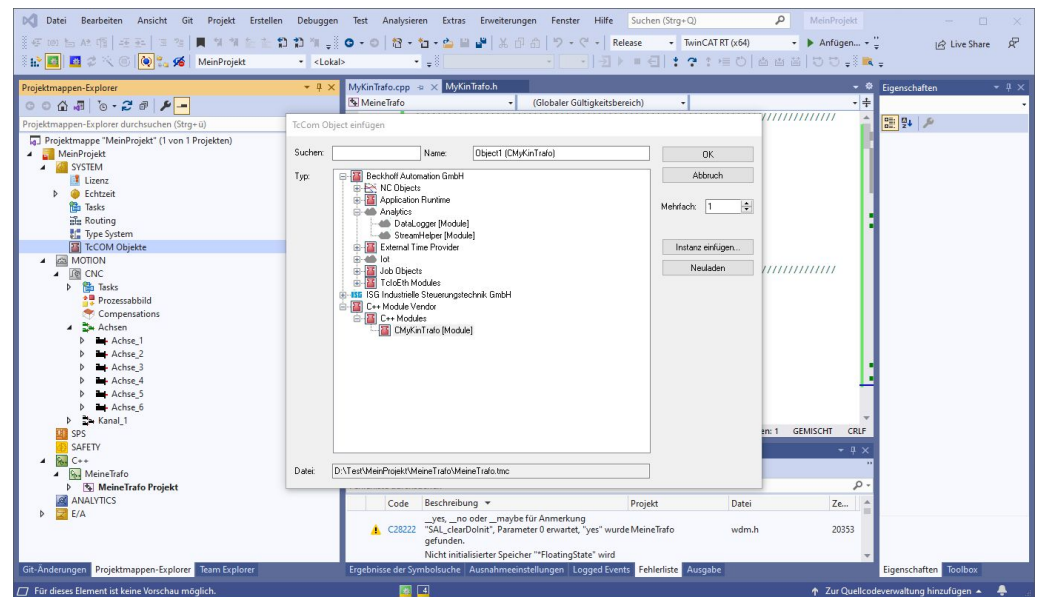 Datei Bearbeiten Ansicht Git Projekt Erstellen Debuggen Test Analysieren Extras Erweiterungen Fenster Hilfe Suchen (Strg+Q) MeinProjekt
Release TwinCAT RT (x64) Anfügen... Live Share
MeinProjekt <Lokal>
Projektmappen-Explorer
MyKinTrafo.cpp MyKinTrafo.h
Eigenschaften
MeineTrafo (Globaler Gültigkeitsbereich)
Projektmappen-Explorer durchsuchen (Strg+ü)
Projektmappe "MeinProjekt" (1 von 1 Projekten)
MeinProjekt
SYSTEM
Lizenz
Echtzeit
Tasks
Routing
Type System
TcCOM Objekte
MOTION
CNC
Tasks
Prozessabbild
Compensations
Achsen
Achse_1
Achse_2
Achse_3
Achse_4
Achse_5
Achse_6
Kanal_1
SPS
SAFETY
C++
MeineTrafo
MeineTrafo Projekt
ANALYTICS
E/A
TcCom Objekt einfügen
Suchen: Name: Object1 (CMyKinTrafo) OK
Typ: Abbruch
Mehrfach: 1
Instanz einfügen...
Neuladen
Beckhoff Automation GmbH
NC Objects
Application Runtime
Analytics
DataLogger [Module]
StreamHelper [Module]
External Time Provider
Iot
Job Objects
TcIoEth Modules
ISG Industrielle Steuerungstechnik GmbH
C++ Module Vendor
C++ Modules
CMyKinTrafo [Module]
Datei: D:\Test\MeinProjekt\MeineTrafo\MeineTrafo.tmc
///////////////
///////////////
en: 1 GEMISCHT CRLF
Code Beschreibung Projekt Datei Ze...
__yes, __no oder __maybe für Anmerkung
C28222 "SAL_clearDoInit", Parameter 0 erwartet, "yes" wurde MeineTrafo wdm.h 20353
gefunden.
Nicht initialisierter Speicher "*FloatingState" wird
Git-Änderungen Projektmappen-Explorer Team Explorer
Ergebnisse der Symbolsuche Ausnahmeeinstellungen Logged Events Fehlerliste Ausgabe
Eigenschaften Toolbox
Für dieses Element ist keine Vorschau möglich. 4 Zur Quellcodeverwaltung hinzufügen